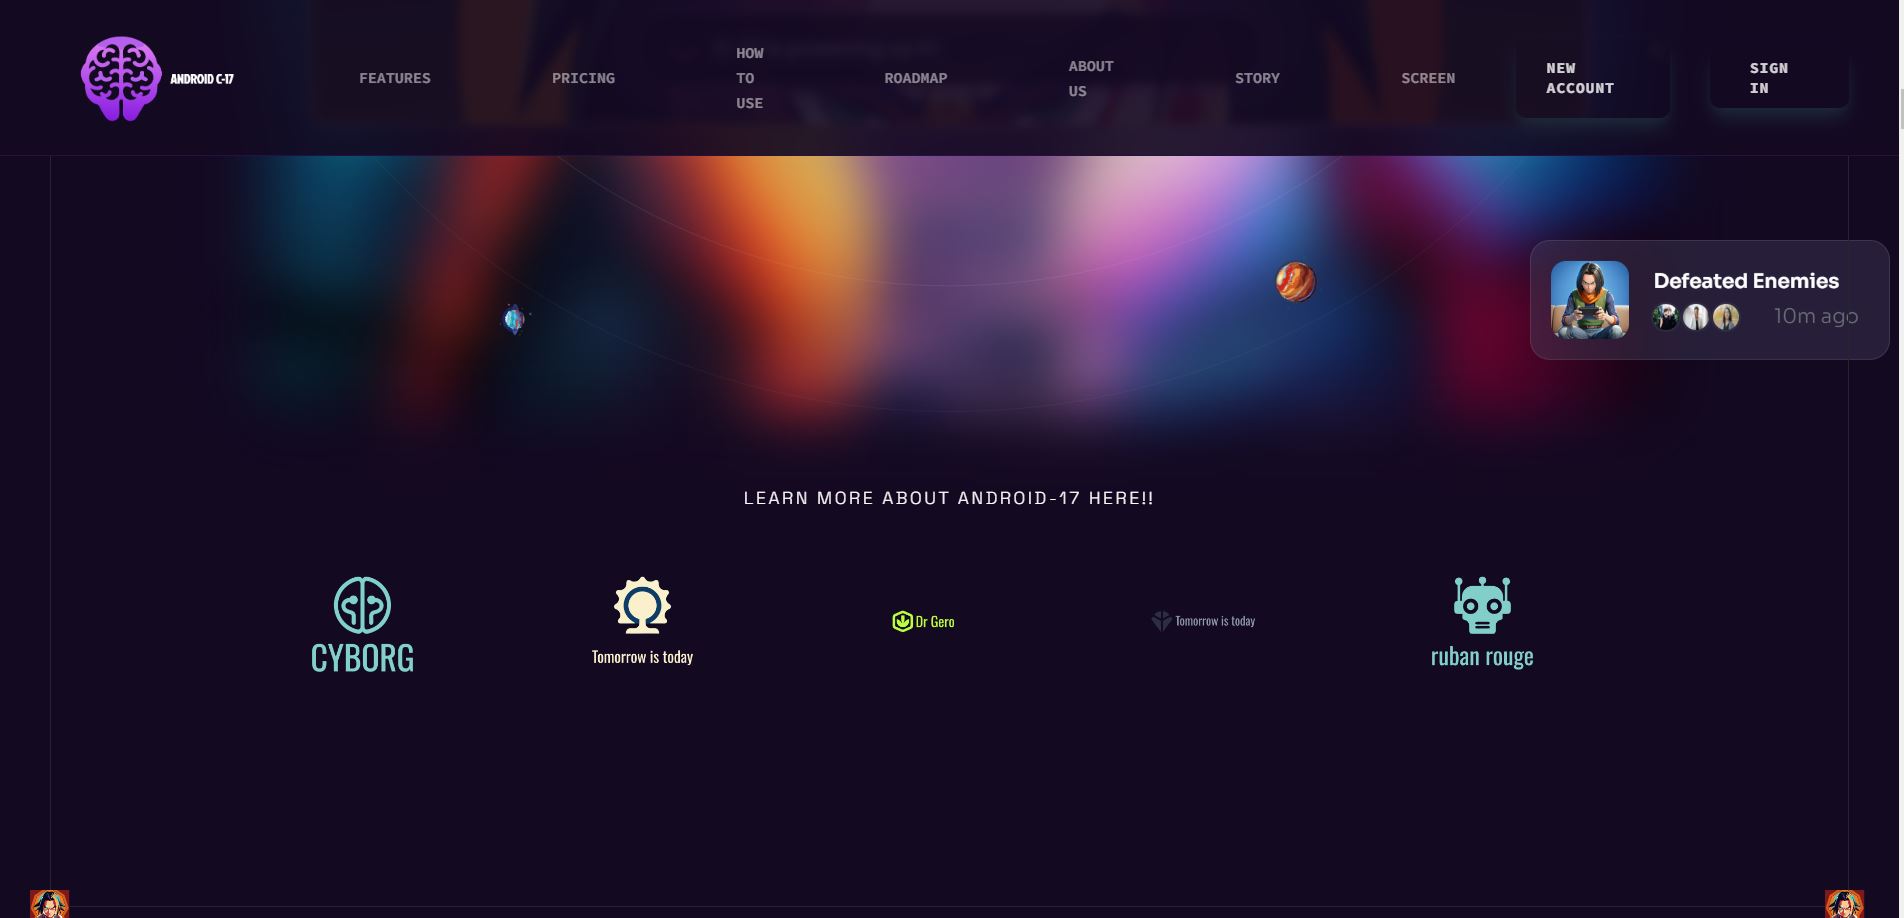 ANDROID C-17
FEATURES
PRICING
HOW
TO
USE
ROADMAP
ABOUT
US
STORY
SCREEN
NEW
ACCOUNT
SIGN
IN
Defeated Enemies
10m ago
LEARN MORE ABOUT ANDROID-17 HERE!!
CYBORG
Tomorrow is today
Dr Gero
Tomorrow is today
ruban rouge